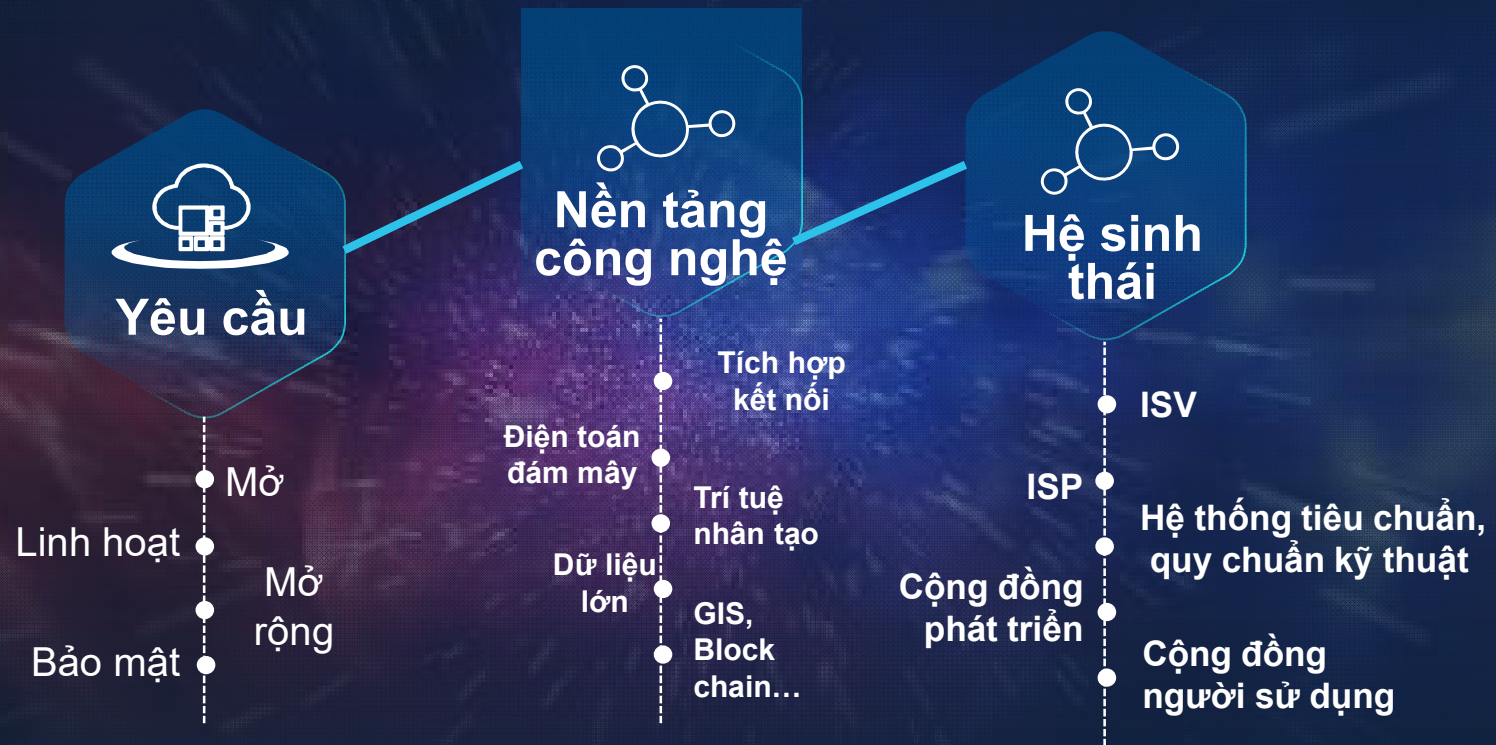 Yêu cầu
Mở
Linh hoạt
Mở
rộng
Bảo mật
Nền tảng
công nghệ
Tích hợp
kết nối
Điện toán
đám mây
Trí tuệ
nhân tạo
Dữ liệu
lớn
GIS,
Block
chain…
Hệ sinh
thái
ISV
ISP
Hệ thống tiêu chuẩn,
quy chuẩn kỹ thuật
Cộng đồng
phát triển
Cộng đồng
người sử dụng